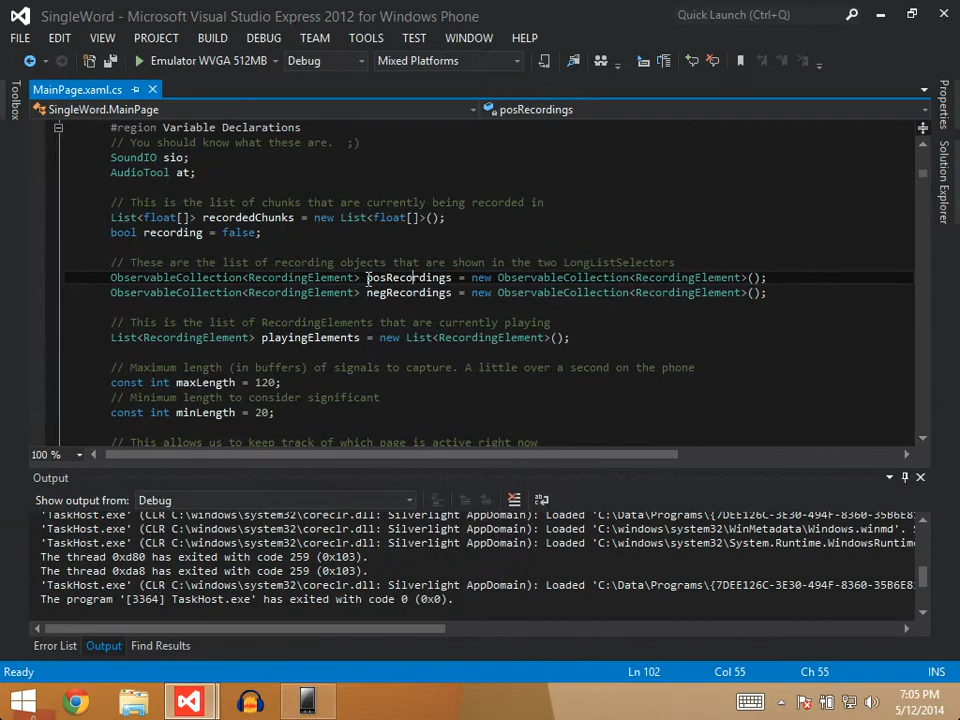 SingleWord - Microsoft Visual Studio Express 2012 for Windows Phone
Quick Launch (Ctrl+Q)
FILE EDIT VIEW PROJECT BUILD DEBUG TEAM TOOLS TEST WINDOW HELP
Emulator WVGA 512MB Debug Mixed Platforms
Toolbox
MainPage.xaml.cs
SingleWord.MainPage posRecordings
#region Variable Declarations
// You should know what these are.  ;)
SoundIO sio;
AudioTool at;
// This is the list of chunks that are currently being recorded in
List<float[]> recordedChunks = new List<float[]>();
bool recording = false;
// These are the list of recording objects that are shown in the two LongListSelectors
ObservableCollection<RecordingElement> posRecordings = new ObservableCollection<RecordingElement>();
ObservableCollection<RecordingElement> negRecordings = new ObservableCollection<RecordingElement>();
// This is the list of RecordingElements that are currently playing
List<RecordingElement> playingElements = new List<RecordingElement>();
// Maximum length (in buffers) of signals to capture. A little over a second on the phone
const int maxLength = 120;
// Minimum length to consider significant
const int minLength = 20;
// This allows us to keep track of which page is active right now
100 %
Properties
Solution Explorer
Output
Show output from: Debug
'TaskHost.exe' (CLR C:\windows\system32\coreclr.dll: Silverlight AppDomain): Loaded 'C:\Data\Programs\{7DEE126C-3E30-494F-8360-35B6E8
'TaskHost.exe' (CLR C:\windows\system32\coreclr.dll: Silverlight AppDomain): Loaded 'C:\windows\system32\WinMetadata\Windows.winmd'.
'TaskHost.exe' (CLR C:\windows\system32\coreclr.dll: Silverlight AppDomain): Loaded 'C:\windows\system32\System.Runtime.WindowsRuntime
The thread 0xd80 has exited with code 259 (0x103).
The thread 0xda8 has exited with code 259 (0x103).
'TaskHost.exe' (CLR C:\windows\system32\coreclr.dll: Silverlight AppDomain): Loaded 'C:\Data\Programs\{7DEE126C-3E30-494F-8360-35B6E8
The program '[3364] TaskHost.exe' has exited with code 0 (0x0).
Error List Output Find Results
Ready Ln 102 Col 55 Ch 55 INS
7:05 PM
5/12/2014